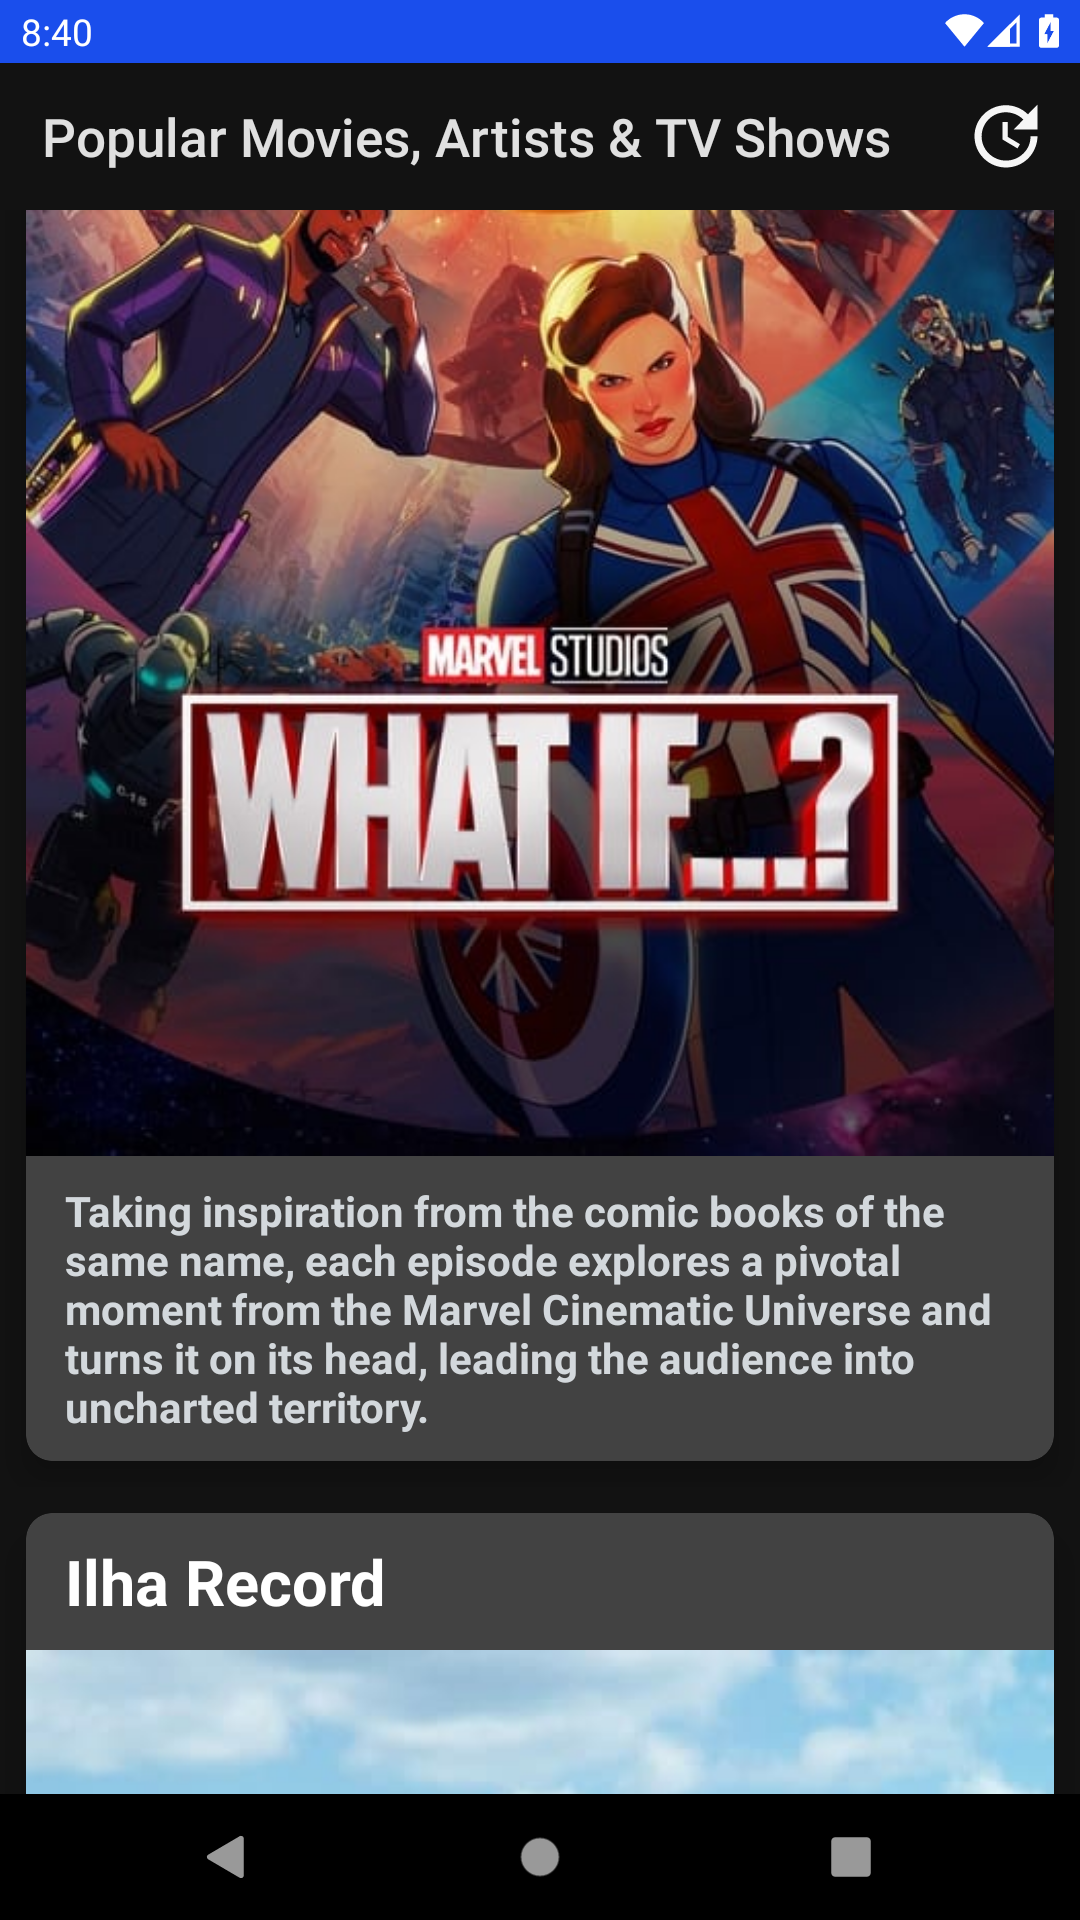 8:40
Popular Movies, Artists & TV Shows
C-16
MARVEL STUDIOS
WHAT IF...?
Taking inspiration from the comic books of the
same name, each episode explores a pivotal
moment from the Marvel Cinematic Universe and
turns it on its head, leading the audience into
uncharted territory.
Ilha Record